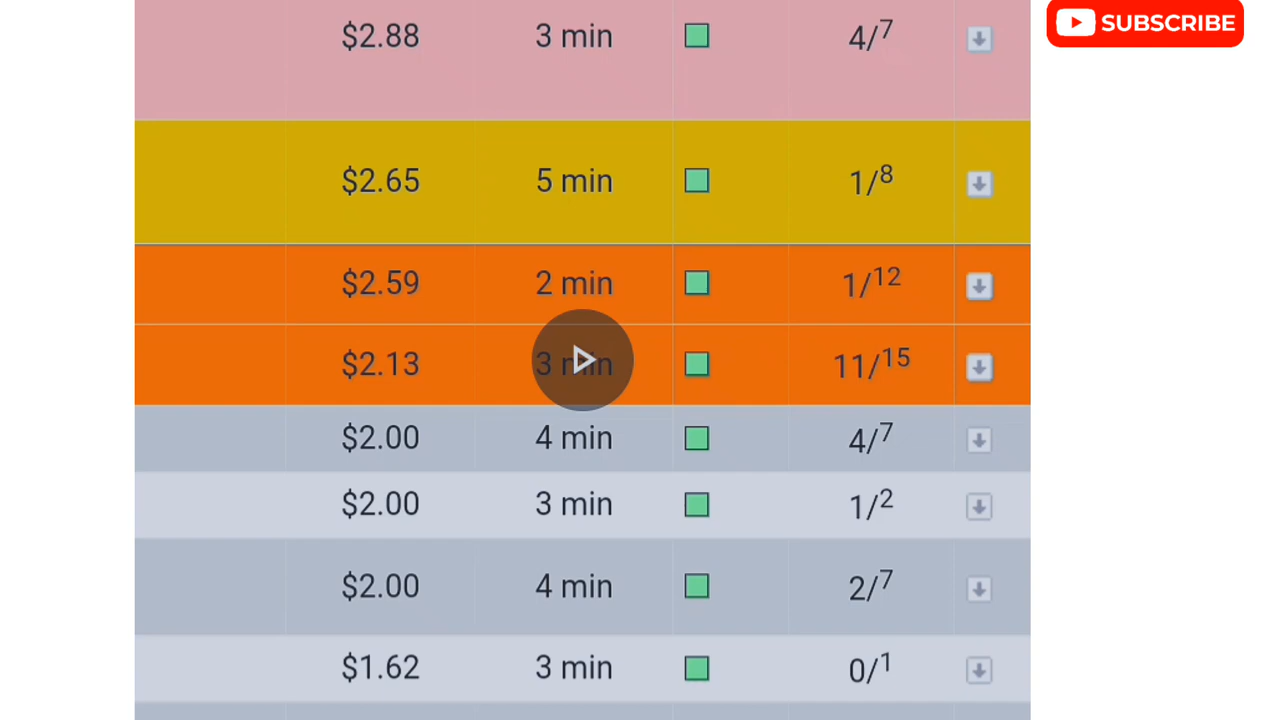 SUBSCRIBE
$2.88 3 min 4/7
$2.65 5 min 1/8
$2.59 2 min 1/12
$2.13 3 min 11/15
$2.00 4 min 4/7
$2.00 3 min 1/2
$2.00 4 min 2/7
$1.62 3 min 0/1